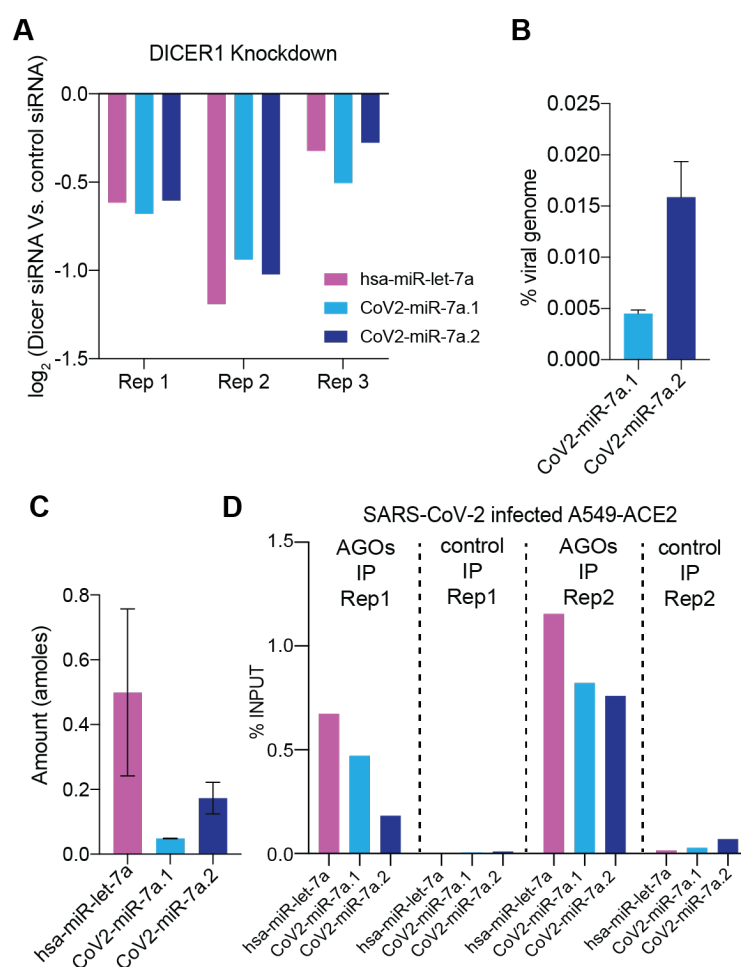 A
DICER1 Knockdown
log2 (Dicer siRNA Vs. control siRNA)
0.0
-0.5
-1.0
-1.5
Rep 1
Rep 2
Rep 3
hsa-miR-let-7a
CoV2-miR-7a.1
CoV2-miR-7a.2
B
% viral genome
0.025
0.020
0.015
0.010
0.005
0.000
CoV2-miR-7a.1
CoV2-miR-7a.2
C
Amount (amoles)
0.8
0.6
0.4
0.2
0.0
hsa-miR-let-7a
CoV2-miR-7a.1
CoV2-miR-7a.2
D
SARS-CoV-2 infected A549-ACE2
% INPUT
1.5
1.0
0.5
0.0
AGOs
IP
Rep1
control
IP
Rep1
AGOs
IP
Rep2
control
IP
Rep2
hsa-miR-let-7a
CoV2-miR-7a.1
CoV2-miR-7a.2
hsa-miR-let-7a
CoV2-miR-7a.1
CoV2-miR-7a.2
hsa-miR-let-7a
CoV2-miR-7a.1
CoV2-miR-7a.2
hsa-miR-let-7a
CoV2-miR-7a.1
CoV2-miR-7a.2